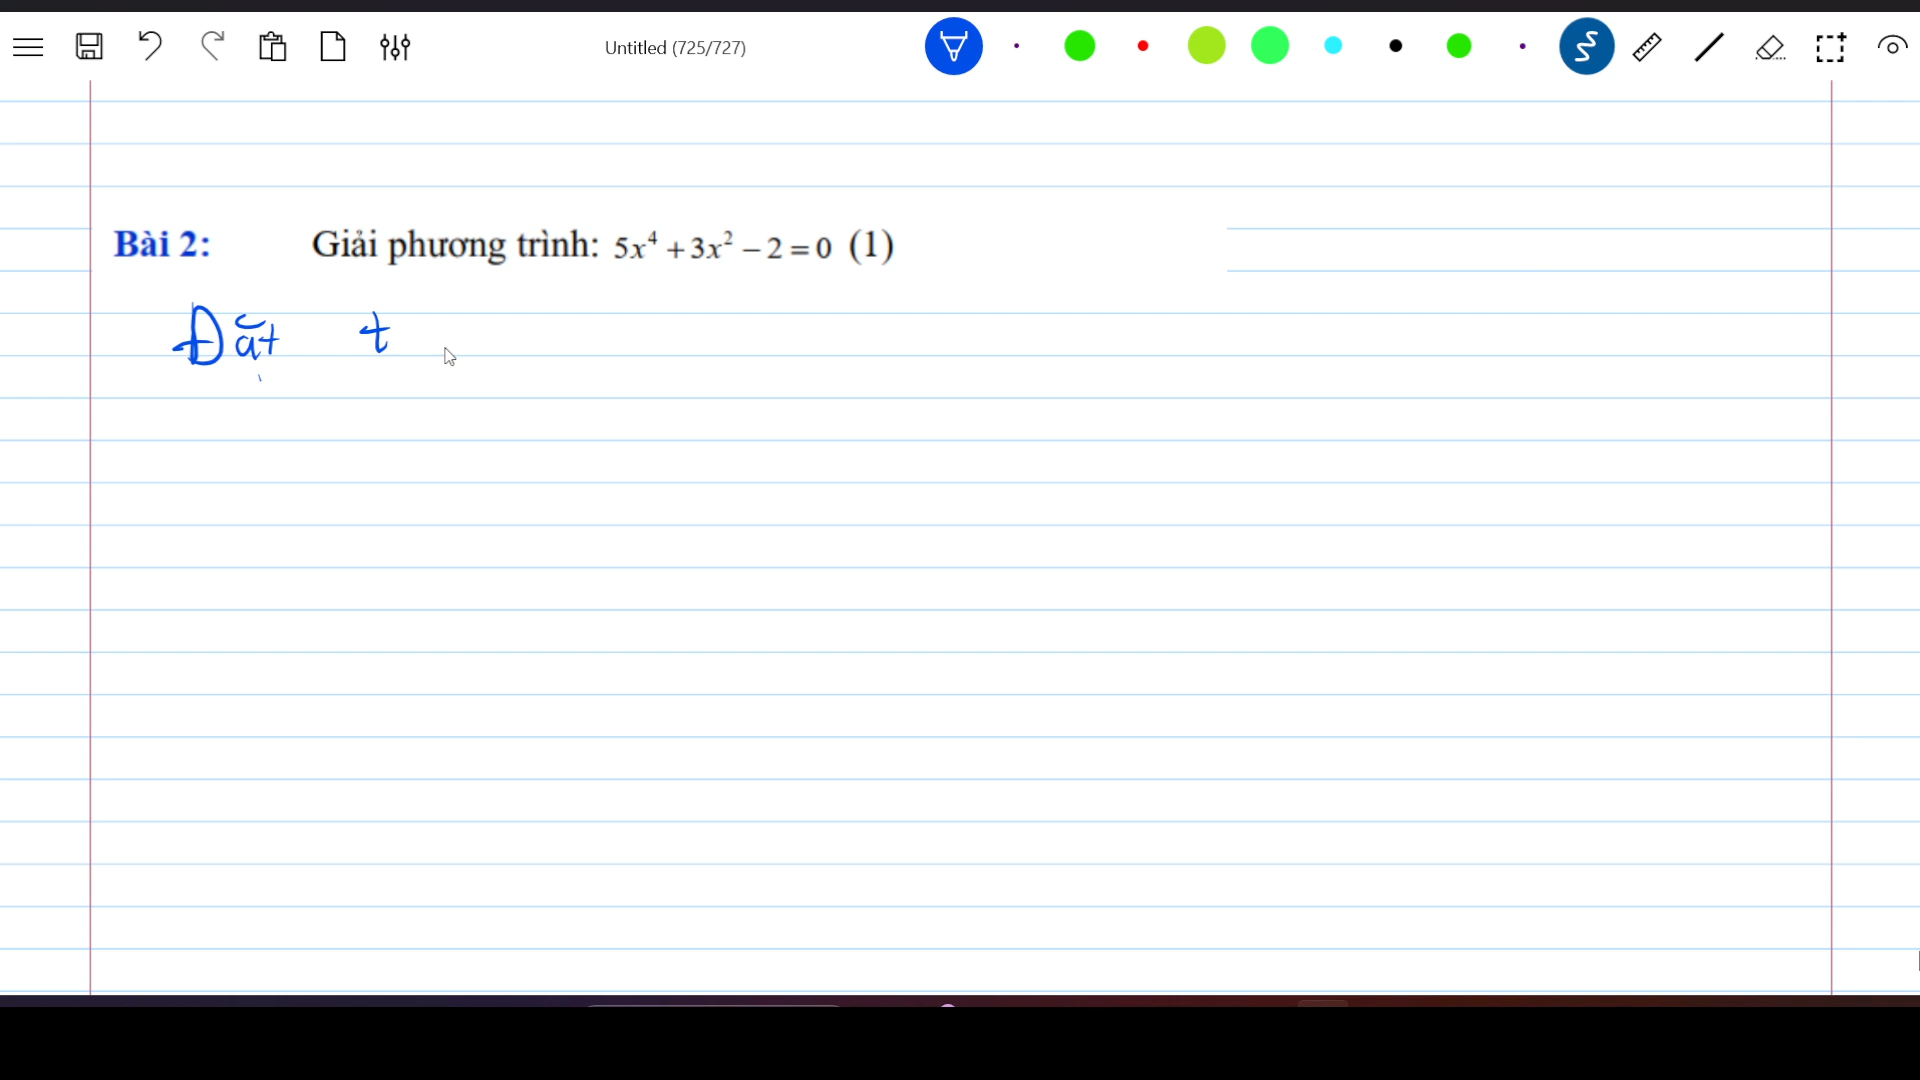 Untitled (725/727)
Bài 2: Giải phương trình: 5x⁴ + 3x² − 2 = 0 (1)
Đặt t